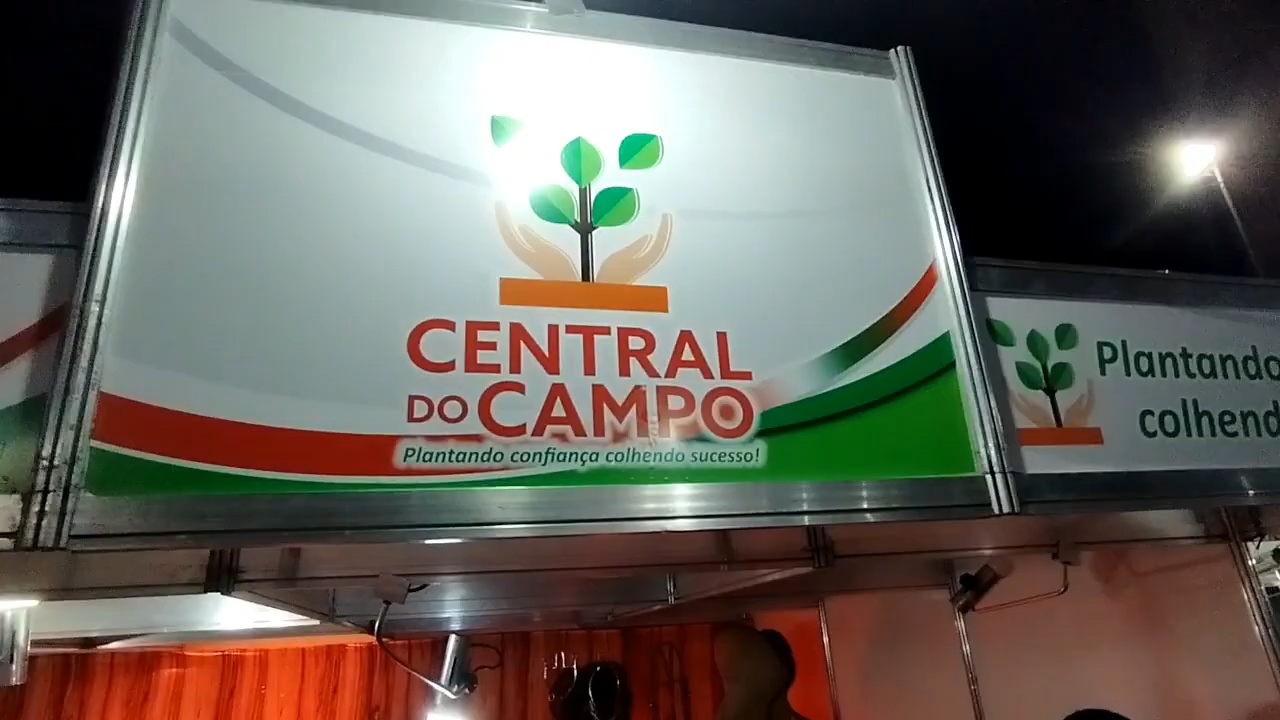 CENTRAL
DO CAMPO
Plantando confiança colhendo sucesso!
Plantando
colhend